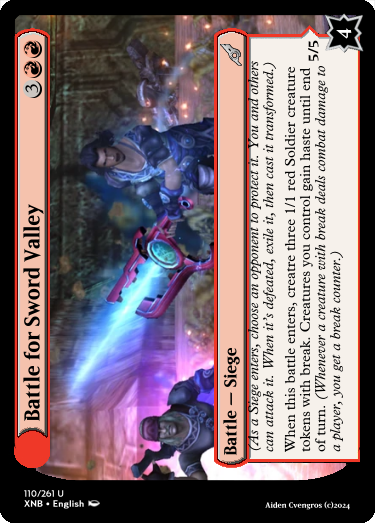 Battle for Sword Valley
3
Battle — Siege
(As a Siege enters, choose an opponent to protect it. You and others
can attack it. When it's defeated, exile it, then cast it transformed.)
When this battle enters, creatre three 1/1 red Soldier creature
tokens with break. Creatures you control gain haste until end
of turn. (Whenever a creature with break deals combat damage to
a player, you get a break counter.)
5/5
4
110/261 U
XNB • English
Aiden Cvengros (c)2024